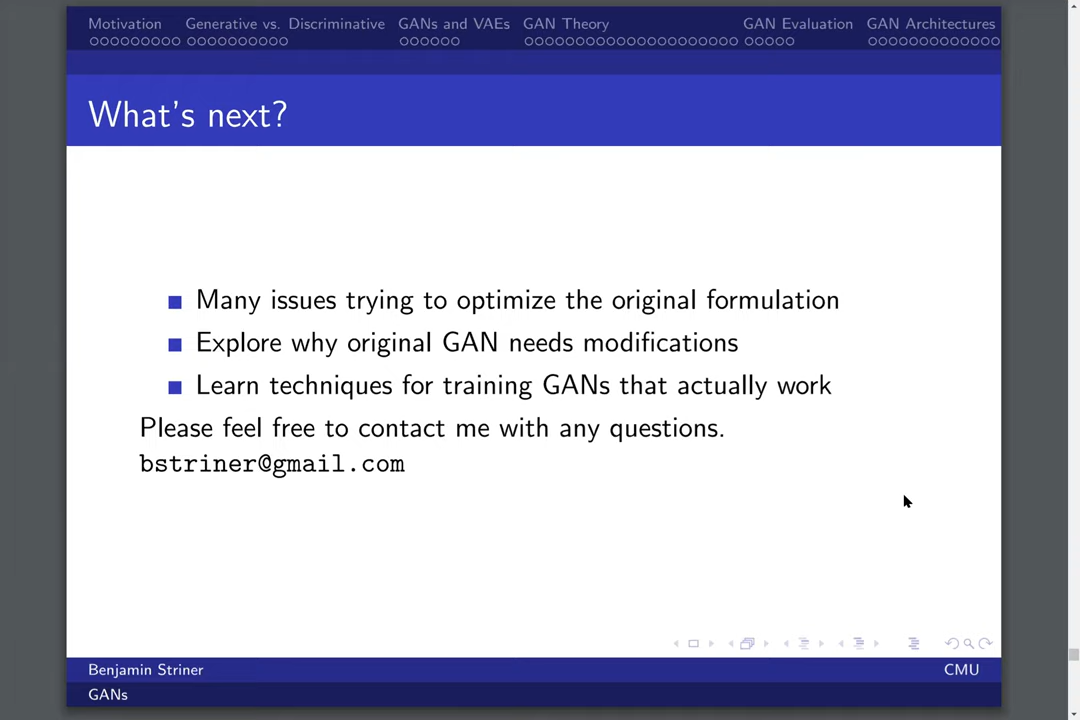 Motivation Generative vs. Discriminative GANs and VAEs GAN Theory GAN Evaluation GAN Architectures
What's next?
Many issues trying to optimize the original formulation
Explore why original GAN needs modifications
Learn techniques for training GANs that actually work
Please feel free to contact me with any questions.
bstriner@gmail.com
Benjamin Striner CMU
GANs